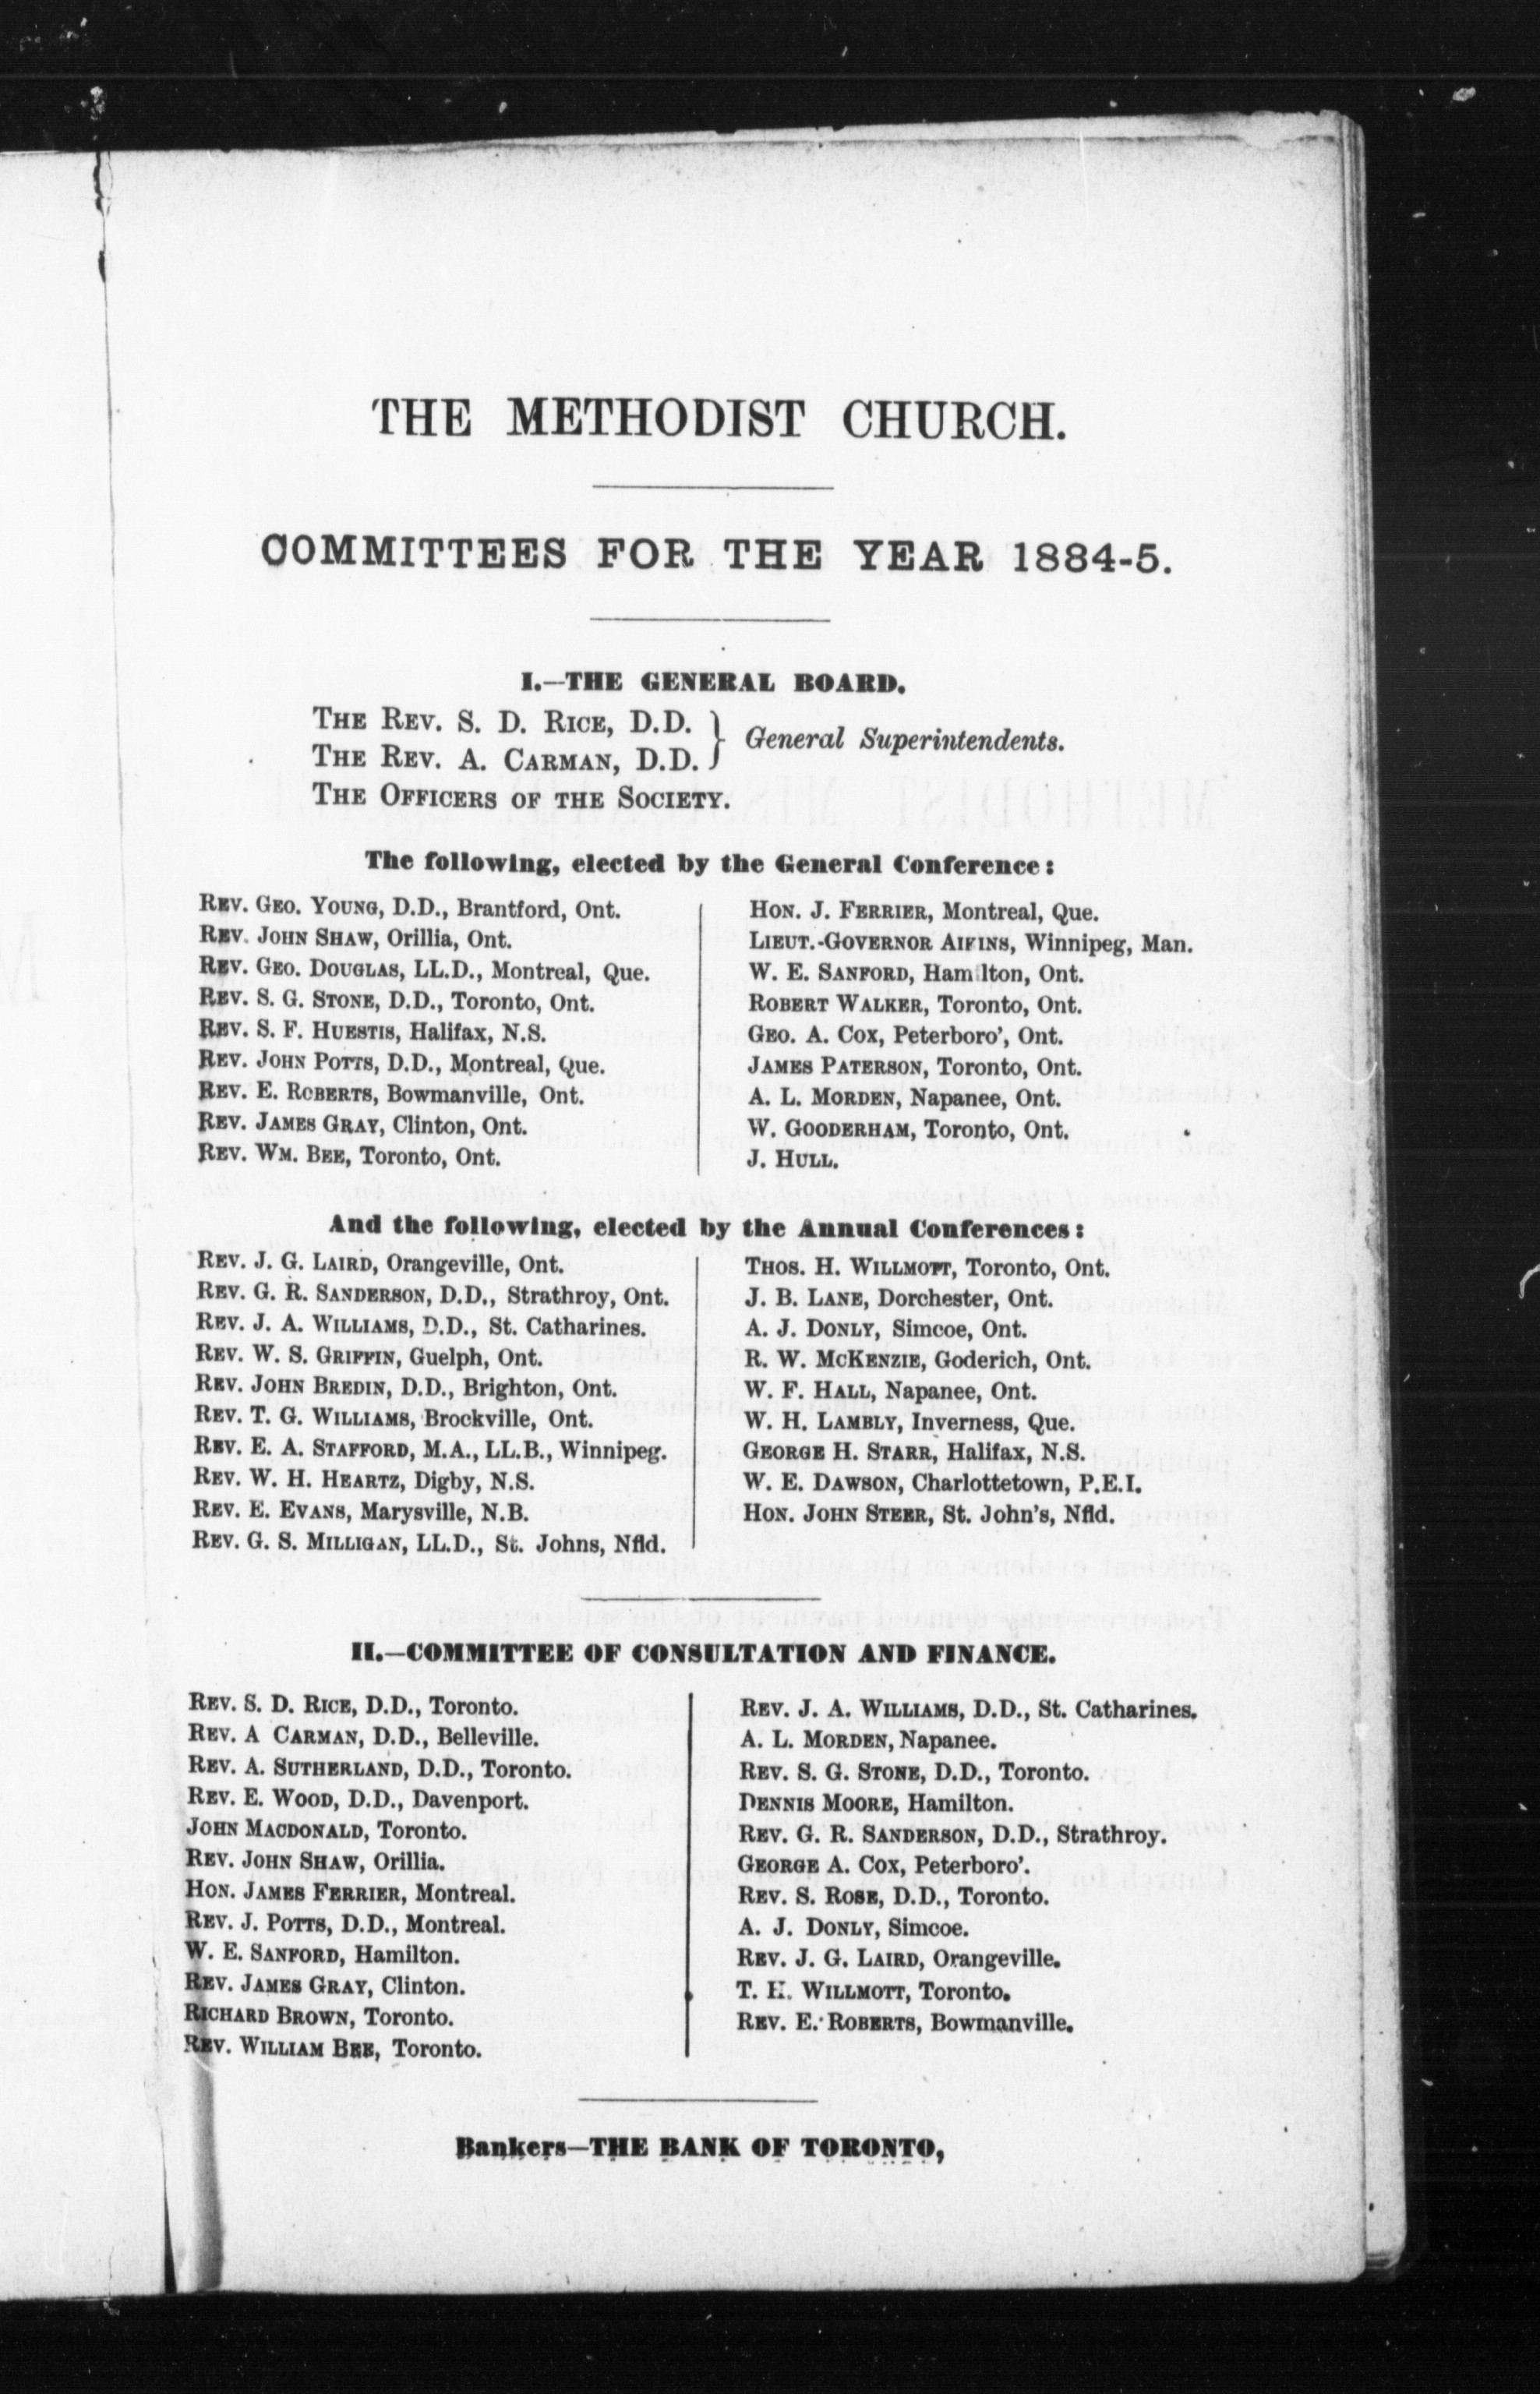 THE METHODIST CHURCH.
COMMITTEES FOR THE YEAR 1884-5.
I.—THE GENERAL BOARD.
THE REV. S. D. RICE, D.D.
THE REV. A. CARMAN, D.D.
} General Superintendents.
THE OFFICERS OF THE SOCIETY.
The following, elected by the General Conference:
REV. GEO. YOUNG, D.D., Brantford, Ont.
REV. JOHN SHAW, Orillia, Ont.
REV. GEO. DOUGLAS, LL.D., Montreal, Que.
REV. S. G. STONE, D.D., Toronto, Ont.
REV. S. F. HUESTIS, Halifax, N.S.
REV. JOHN POTTS, D.D., Montreal, Que.
REV. E. ROBERTS, Bowmanville, Ont.
REV. JAMES GRAY, Clinton, Ont.
REV. WM. BEE, Toronto, Ont.
HON. J. FERRIER, Montreal, Que.
LIEUT.-GOVERNOR AIKINS, Winnipeg, Man.
W. E. SANFORD, Hamilton, Ont.
ROBERT WALKER, Toronto, Ont.
GEO. A. COX, Peterboro', Ont.
JAMES PATERSON, Toronto, Ont.
A. L. MORDEN, Napanee, Ont.
W. GOODERHAM, Toronto, Ont.
J. HULL.
And the following, elected by the Annual Conferences:
REV. J. G. LAIRD, Orangeville, Ont.
REV. G. R. SANDERSON, D.D., Strathroy, Ont.
REV. J. A. WILLIAMS, D.D., St. Catharines.
REV. W. S. GRIFFIN, Guelph, Ont.
REV. JOHN BREDIN, D.D., Brighton, Ont.
REV. T. G. WILLIAMS, Brockville, Ont.
REV. E. A. STAFFORD, M.A., LL.B., Winnipeg.
REV. W. H. HEARTZ, Digby, N.S.
REV. E. EVANS, Marysville, N.B.
REV. G. S. MILLIGAN, LL.D., St. Johns, Nfld.
THOS. H. WILLMOTT, Toronto, Ont.
J. B. LANE, Dorchester, Ont.
A. J. DONLY, Simcoe, Ont.
R. W. MCKENZIE, Goderich, Ont.
W. F. HALL, Napanee, Ont.
W. H. LAMBLY, Inverness, Que.
GEORGE H. STARR, Halifax, N.S.
W. E. DAWSON, Charlottetown, P.E.I.
HON. JOHN STEER, St. John's, Nfld.
II.—COMMITTEE OF CONSULTATION AND FINANCE.
REV. S. D. RICE, D.D., Toronto.
REV. A CARMAN, D.D., Belleville.
REV. A. SUTHERLAND, D.D., Toronto.
REV. E. WOOD, D.D., Davenport.
JOHN MACDONALD, Toronto.
REV. JOHN SHAW, Orillia.
HON. JAMES FERRIER, Montreal.
REV. J. POTTS, D.D., Montreal.
W. E. SANFORD, Hamilton.
REV. JAMES GRAY, Clinton.
RICHARD BROWN, Toronto.
REV. WILLIAM BEE, Toronto.
REV. J. A. WILLIAMS, D.D., St. Catharines.
A. L. MORDEN, Napanee.
REV. S. G. STONE, D.D., Toronto.
DENNIS MOORE, Hamilton.
REV. G. R. SANDERSON, D.D., Strathroy.
GEORGE A. COX, Peterboro'.
REV. S. ROSE, D.D., Toronto.
A. J. DONLY, Simcoe.
REV. J. G. LAIRD, Orangeville.
T. H. WILLMOTT, Toronto.
REV. E. ROBERTS, Bowmanville.
Bankers—THE BANK OF TORONTO,